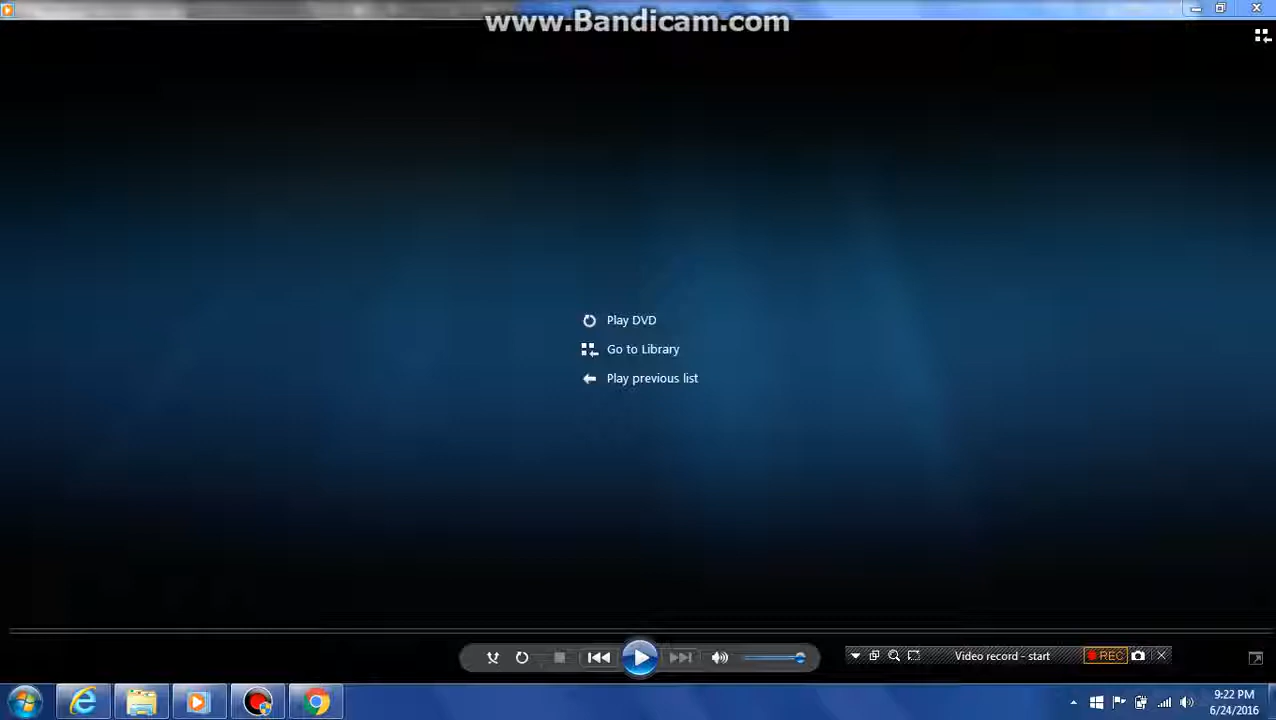 www.Bandicam.com
Play DVD
Go to Library
Play previous list
Video record - start
REC
9:22 PM
6/24/2016